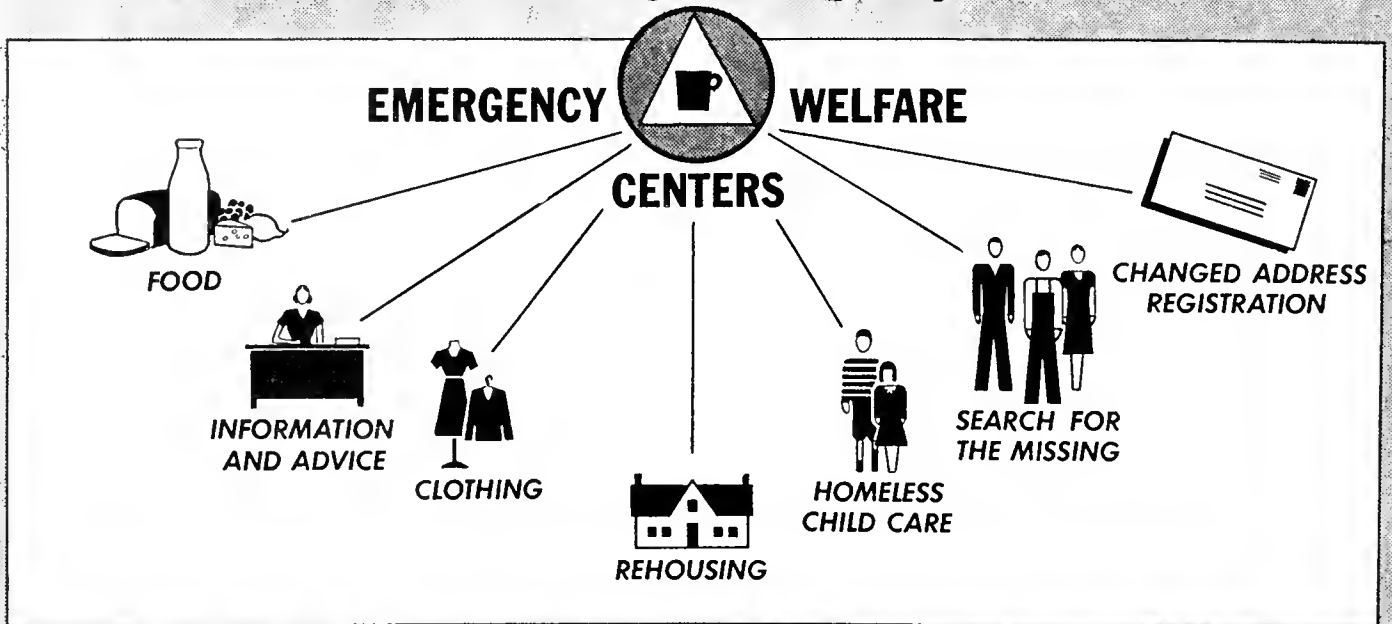 EMERGENCY WELFARE
CENTERS
FOOD
INFORMATION
AND ADVICE
CLOTHING
REHOUSING
HOMELESS
CHILD CARE
SEARCH FOR
THE MISSING
CHANGED ADDRESS
REGISTRATION